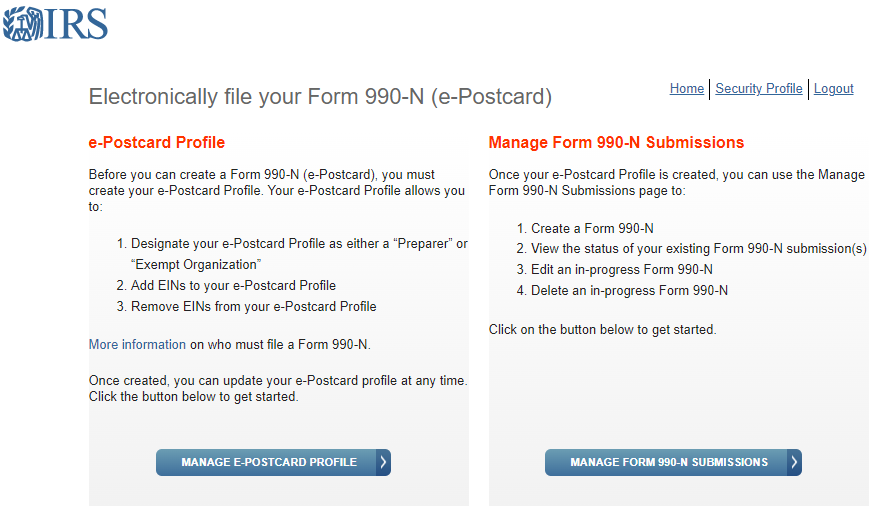 IRS
Home
Security Profile
Logout
Electronically file your Form 990-N (e-Postcard)
e-Postcard Profile
Before you can create a Form 990-N (e-Postcard), you must
create your e-Postcard Profile. Your e-Postcard Profile allows you
to:
1. Designate your e-Postcard Profile as either a “Preparer” or
“Exempt Organization”
2. Add EINs to your e-Postcard Profile
3. Remove EINs from your e-Postcard Profile
More information on who must file a Form 990-N.
Once created, you can update your e-Postcard profile at any time.
Click the button below to get started.
MANAGE E-POSTCARD PROFILE
Manage Form 990-N Submissions
Once your e-Postcard Profile is created, you can use the Manage
Form 990-N Submissions page to:
1. Create a Form 990-N
2. View the status of your existing Form 990-N submission(s)
3. Edit an in-progress Form 990-N
4. Delete an in-progress Form 990-N
Click on the button below to get started.
MANAGE FORM 990-N SUBMISSIONS